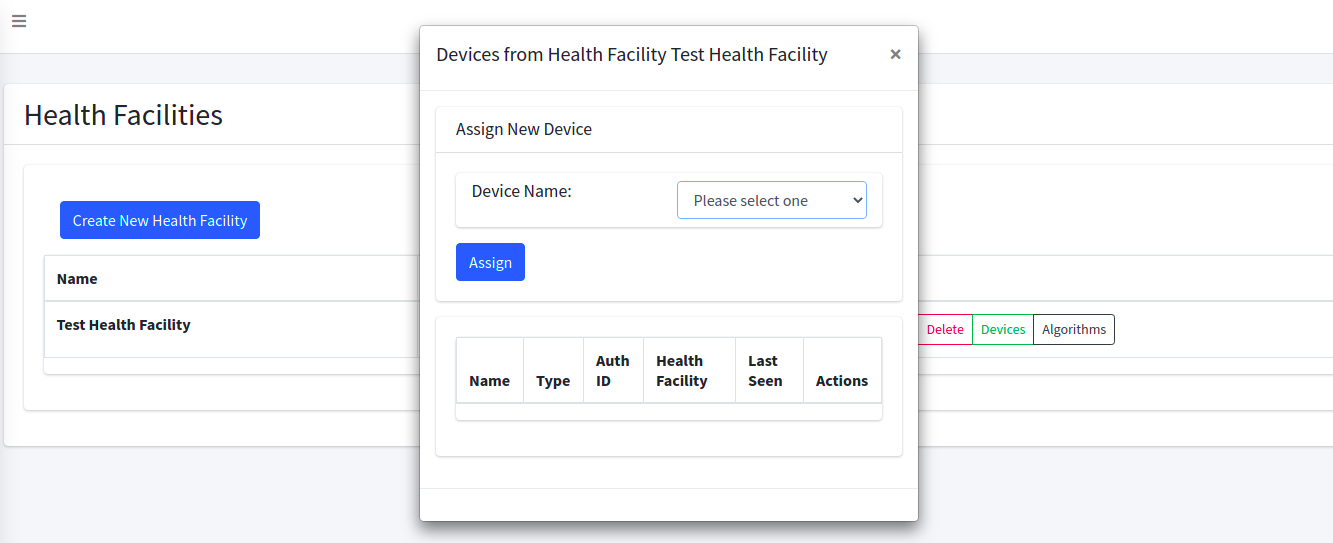 Devices from Health Facility Test Health Facility ×
Health Facilities
Assign New Device
Device Name: Please select one
Create New Health Facility
Assign
Name
Test Health Facility
Delete Devices Algorithms
Name Type Auth ID Health Facility Last Seen Actions